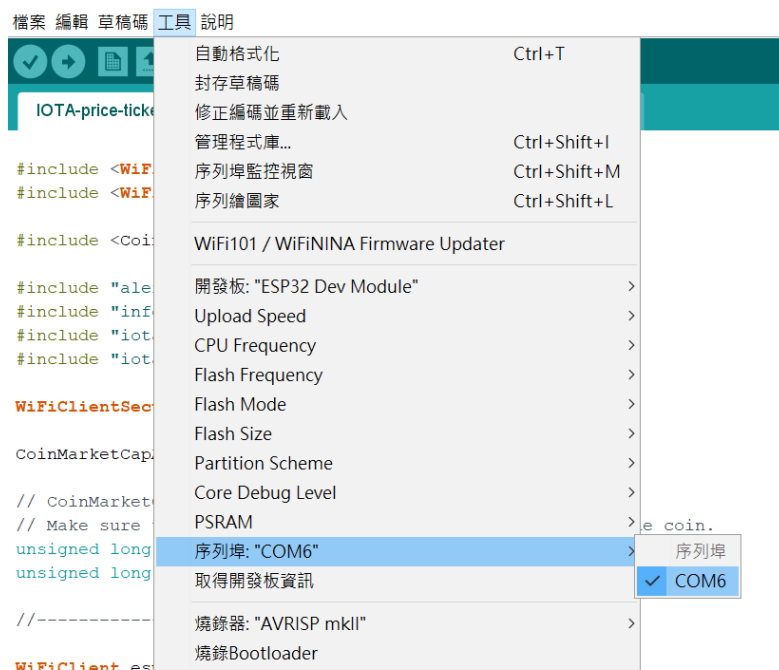 檔案 編輯 草稿碼 工具 說明
自動格式化 Ctrl+T
封存草稿碼
IOTA-price-ticke
修正編碼並重新載入
管理程式庫... Ctrl+Shift+I
#include <WiF
序列埠監控視窗 Ctrl+Shift+M
#include <WiF
序列繪圖家 Ctrl+Shift+L
#include <Coi
WiFi101 / WiFiNINA Firmware Updater
#include "ale
開發板: "ESP32 Dev Module"
#include "inf
Upload Speed
#include "iot
CPU Frequency
#include "iot
Flash Frequency
WiFiClientSec
Flash Mode
Flash Size
CoinMarketCap
Partition Scheme
// CoinMarket
Core Debug Level
// Make sure
PSRAM
e coin.
unsigned long
序列埠: "COM6"
序列埠
unsigned long
取得開發板資訊
COM6
//------------
燒錄器: "AVRISP mkII"
燒錄Bootloader
WiFiClient es